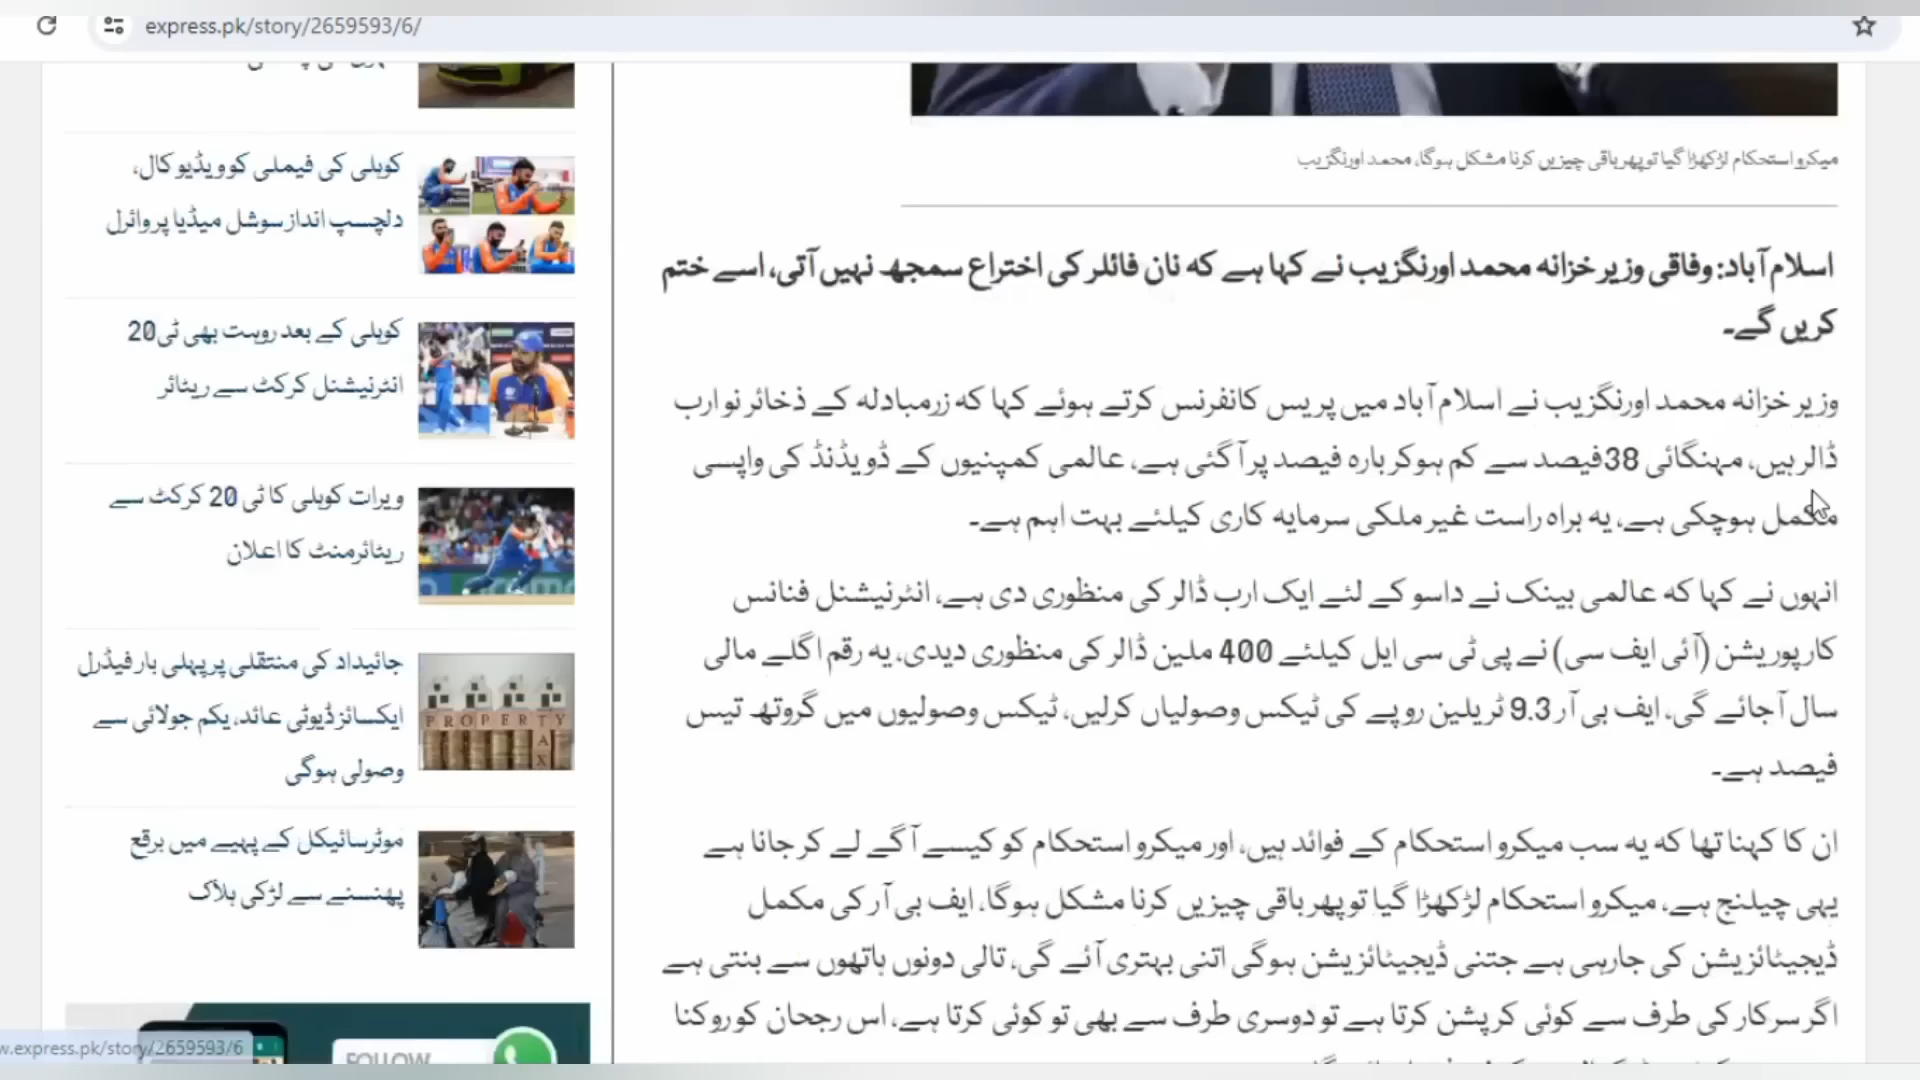 express.pk/story/2659593/6/
میکرو استحکام لڑکھڑا گیا تو پھر باقی چیزیں کرنا مشکل ہوگا، محمد اورنگزیب
اسلام آباد: وفاقی وزیر خزانہ محمد اورنگزیب نے کہا ہے کہ نان فائلر کی اختراع سمجھ نہیں آتی، اسے ختم
کریں گے۔
وزیر خزانہ محمد اورنگزیب نے اسلام آباد میں پریس کانفرنس کرتے ہوئے کہا کہ زرمبادلہ کے ذخائر نو ارب
ڈالر ہیں، مہنگائی 38فیصد سے کم ہوکر بارہ فیصد پر آگئی ہے، عالمی کمپنیوں کے ڈویڈنڈ کی واپسی
مکمل ہوچکی ہے، یہ براہ راست غیر ملکی سرمایہ کاری کیلئے بہت اہم ہے۔
انہوں نے کہا کہ عالمی بینک نے داسو کے لئے ایک ارب ڈالر کی منظوری دی ہے، انٹرنیشنل فنانس
کارپوریشن (آئی ایف سی) نے پی ٹی سی ایل کیلئے 400 ملین ڈالر کی منظوری دیدی، یہ رقم اگلے مالی
سال آجائے گی، ایف بی آر 9.3 ٹریلین روپے کی ٹیکس وصولیاں کرلیں، ٹیکس وصولیوں میں گروتھ تیس
فیصد ہے۔
ان کا کہنا تھا کہ یہ سب میکرو استحکام کے فوائد ہیں، اور میکرو استحکام کو کیسے آگے لے کر جانا ہے
یہی چیلنج ہے، میکرو استحکام لڑکھڑا گیا تو پھر باقی چیزیں کرنا مشکل ہوگا، ایف بی آر کی مکمل
ڈیجیٹائزیشن کی جارہی ہے جتنی ڈیجیٹائزیشن ہوگی اتنی بہتری آئے گی، تالی دونوں ہاتھوں سے بنتی ہے
اگر سرکار کی طرف سے کوئی کرپشن کرتا ہے تو دوسری طرف سے بھی تو کوئی کرتا ہے، اس رجحان کو روکنا
کوہلی کی فیملی کو ویڈیو کال،
دلچسپ انداز سوشل میڈیا پر وائرل
کوہلی کے بعد روہت بھی ٹی20
انٹرنیشنل کرکٹ سے ریٹائر
ویرات کوہلی کا ٹی 20 کرکٹ سے
ریٹائرمنٹ کا اعلان
جائیداد کی منتقلی پر پہلی بار فیڈرل
ایکسائز ڈیوٹی عائد، یکم جولائی سے
وصولی ہوگی
PROPERTY
TAX
موٹرسائیکل کے پہیے میں برقع
پھنسنے سے لڑکی ہلاک
FOLLOW
w.express.pk/story/2659593/6